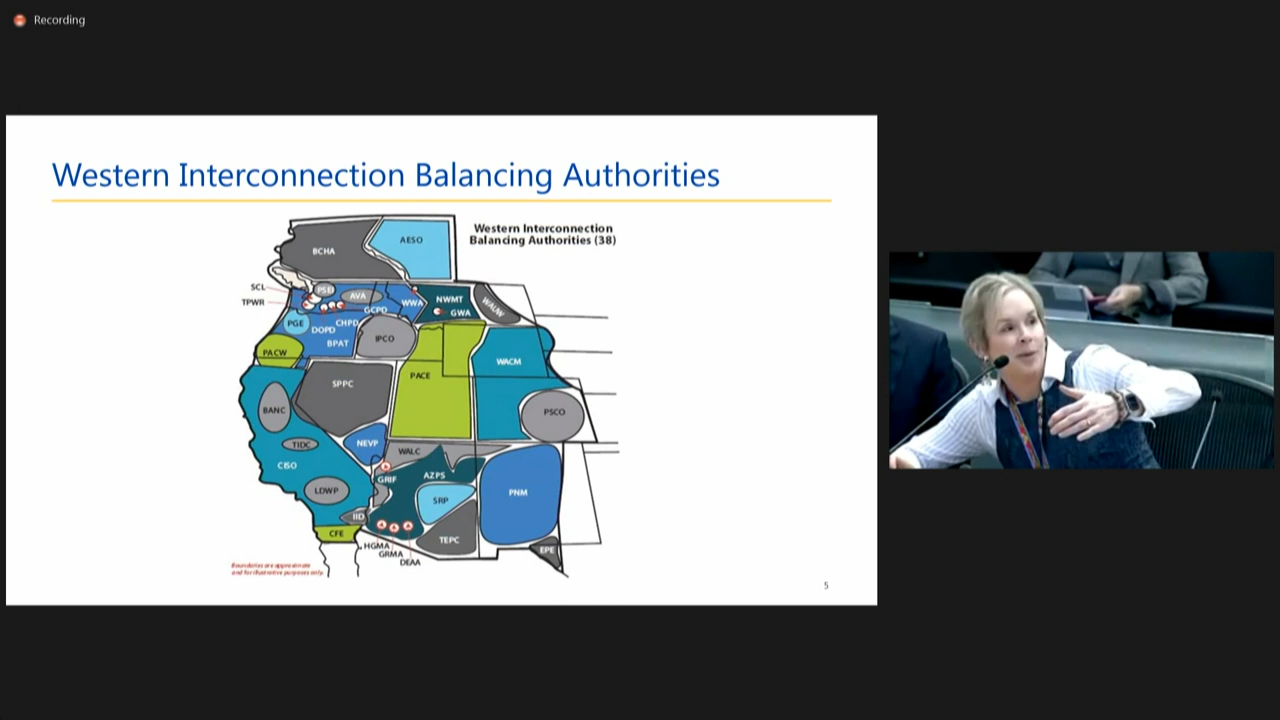 Recording
Western Interconnection Balancing Authorities
Western Interconnection
Balancing Authorities (38)
BCHA
AESO
SCL
TPWR
PSE
AVA
GCPD
WWA
NWMT
GWA
WAUW
PGE
DOPD
CHPD
BPAT
IPCO
PACW
PACE
WACM
SPPC
BANC
PSCO
TIDC
NEVP
WALC
CISO
GRIF
AZPS
LDWP
SRP
PNM
IID
CFE
TEPC
HGMA
GRMA
DEAA
EPE
Boundaries are approximate
and for illustrative purposes only.
5